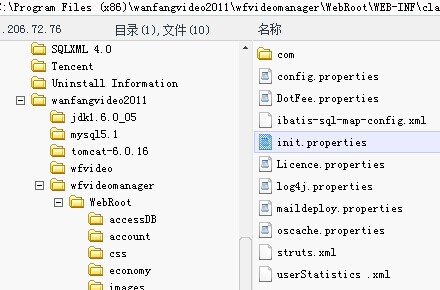 C:\Program Files (x86)\wanfangvideo2011\wfvideomanager\WebRoot\WEB-INF\cla
.206.72.76
目录(1),文件(10)
SQLXML 4.0
Tencent
Uninstall Information
wanfangvideo2011
jdk1.6.0_05
mysql5.1
tomcat-6.0.16
wfvideo
wfvideomanager
WebRoot
accessDB
account
css
economy
images
名称
com
config.properties
DotFee.properties
ibatis-sql-map-config.xml
init.properties
Licence.properties
log4j.properties
maildeploy.properties
oscache.properties
struts.xml
userStatistics .xml